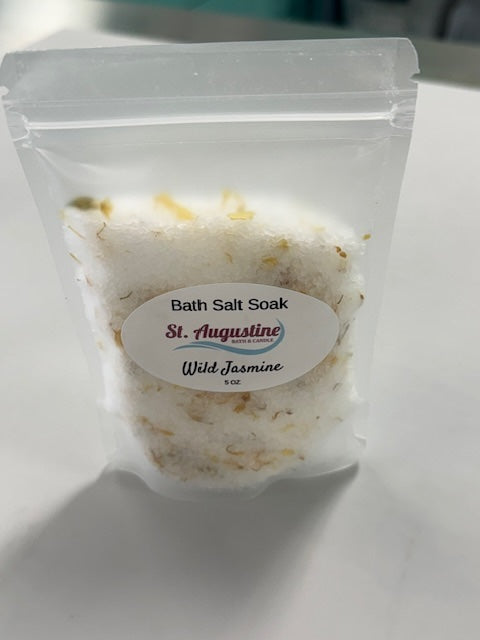 Bath Salt Soak
St. Augustine
BATH & CANDLE
Wild Jasmine
5 OZ